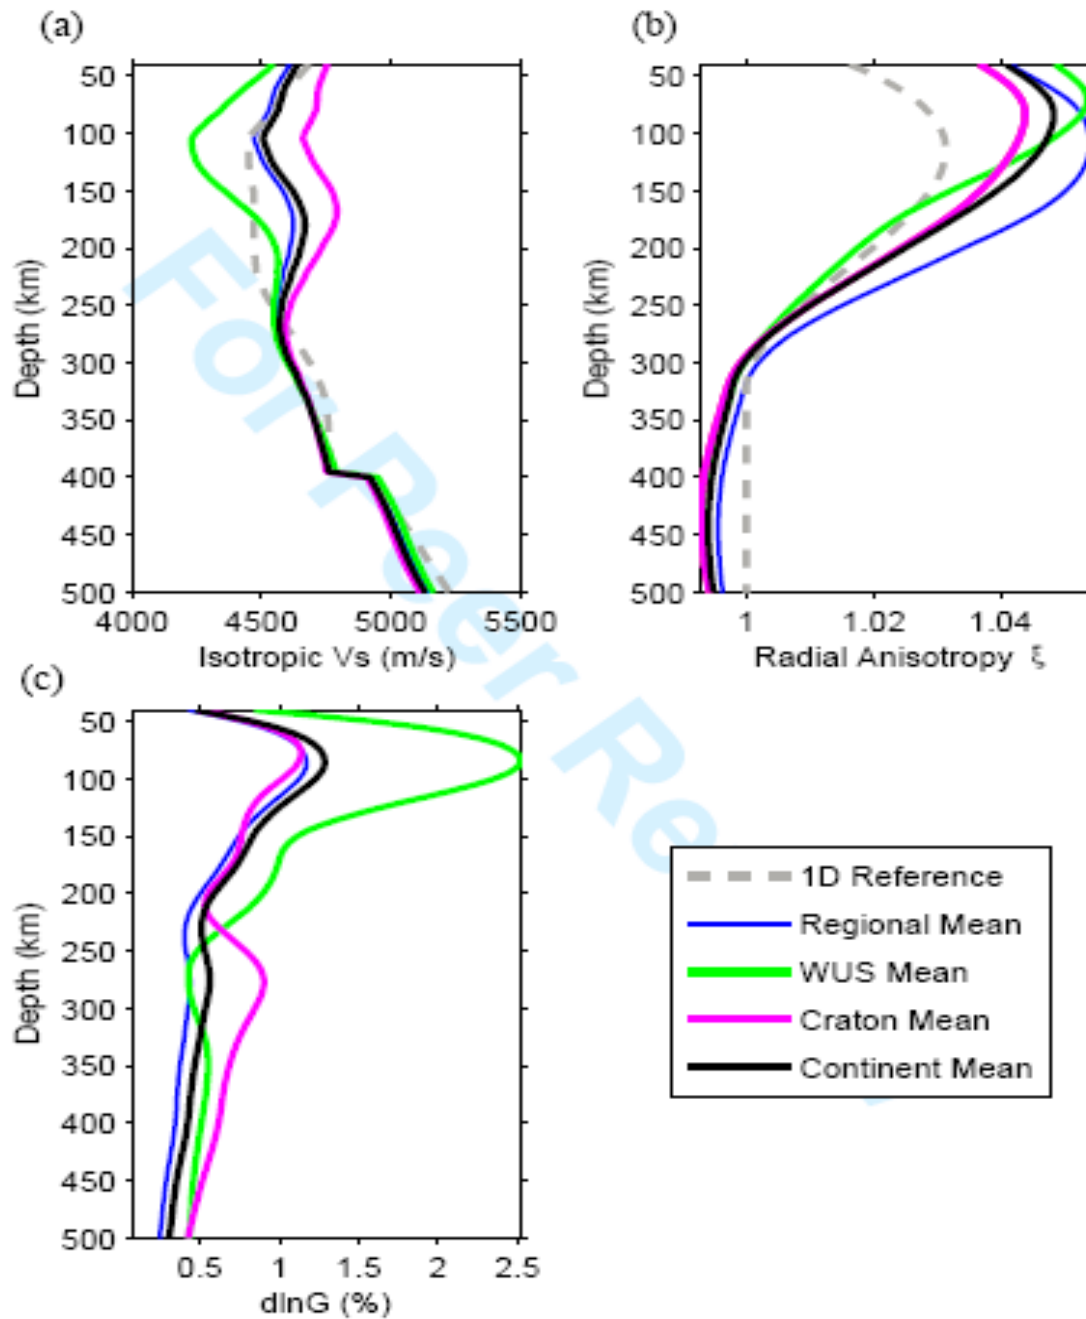 (a)
50
100
150
200
250
300
350
400
450
500
Depth (km)
4000 4500 5000 5500
Isotropic Vs (m/s)
(b)
50
100
150
200
250
300
350
400
450
500
Depth (km)
1 1.02 1.04
Radial Anisotropy ξ
(c)
50
100
150
200
250
300
350
400
450
500
Depth (km)
0.5 1 1.5 2 2.5
dlnG (%)
1D Reference
Regional Mean
WUS Mean
Craton Mean
Continent Mean
For Peer Re